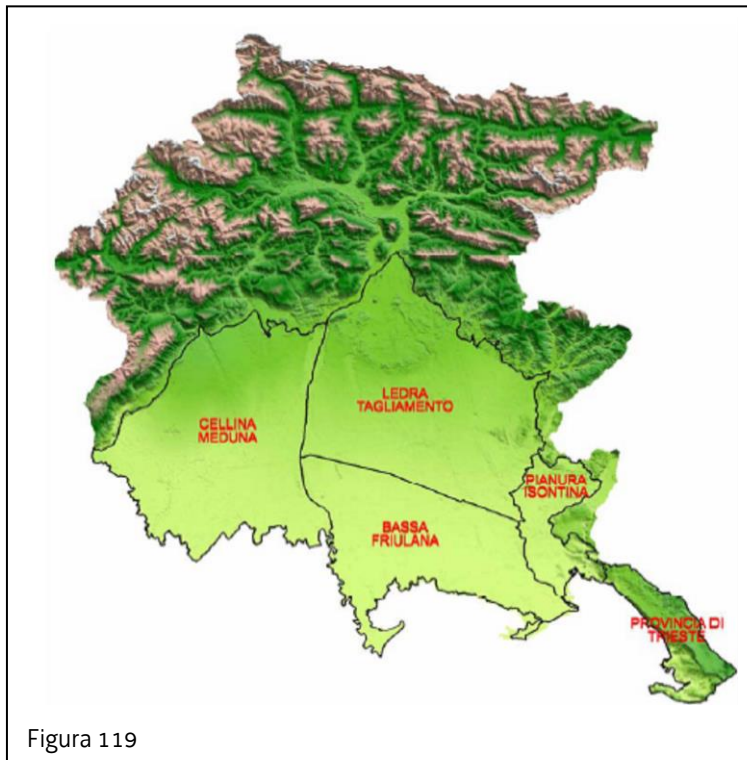 LEDRA
TAGLIAMENTO
CELLINA
MEDUNA
PIANURA
ISONTINA
BASSA
FRIULANA
PROVINCIA DI
TRIESTE
Figura 119